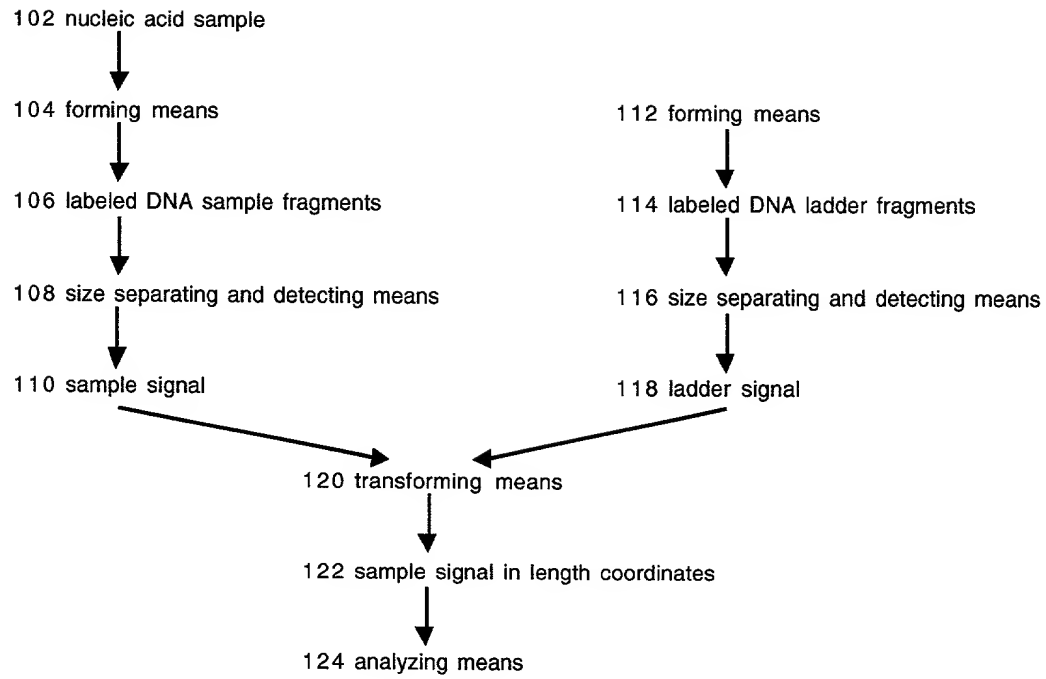 102 nucleic acid sample
104 forming means
106 labeled DNA sample fragments
108 size separating and detecting means
110 sample signal
112 forming means
114 labeled DNA ladder fragments
116 size separating and detecting means
118 ladder signal
120 transforming means
122 sample signal in length coordinates
124 analyzing means